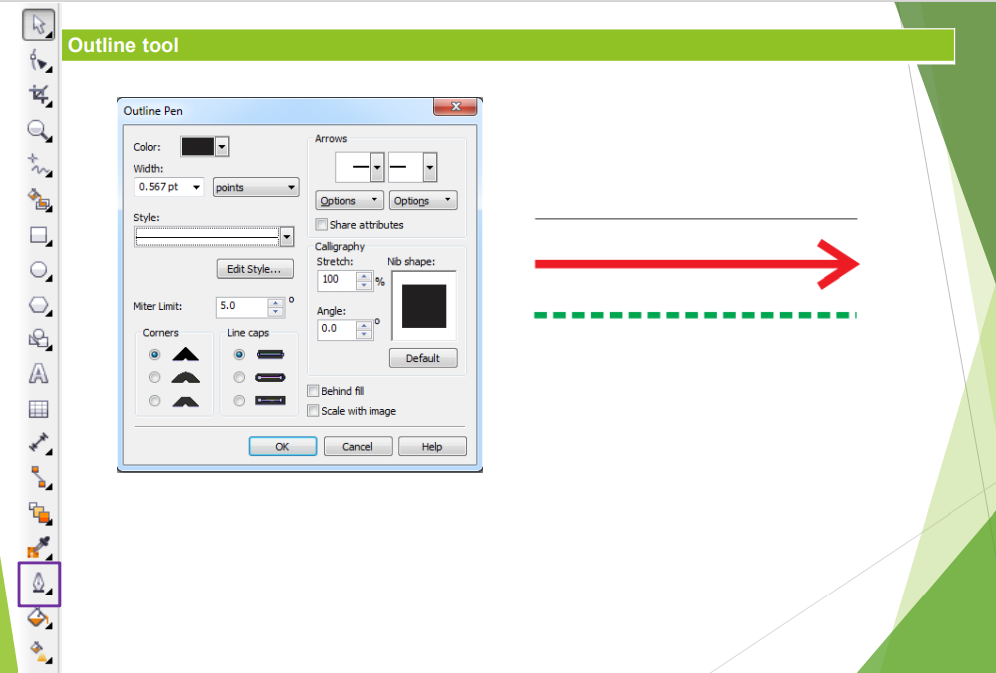 Outline tool
Outline Pen
Color:
Width:
0.567 pt points
Style:
Edit Style...
Miter Limit: 5.0 °
Corners Line caps
Arrows
Options Options
Share attributes
Calligraphy
Stretch: Nib shape:
100 %
Angle:
0.0 °
Default
Behind fill
Scale with image
OK Cancel Help